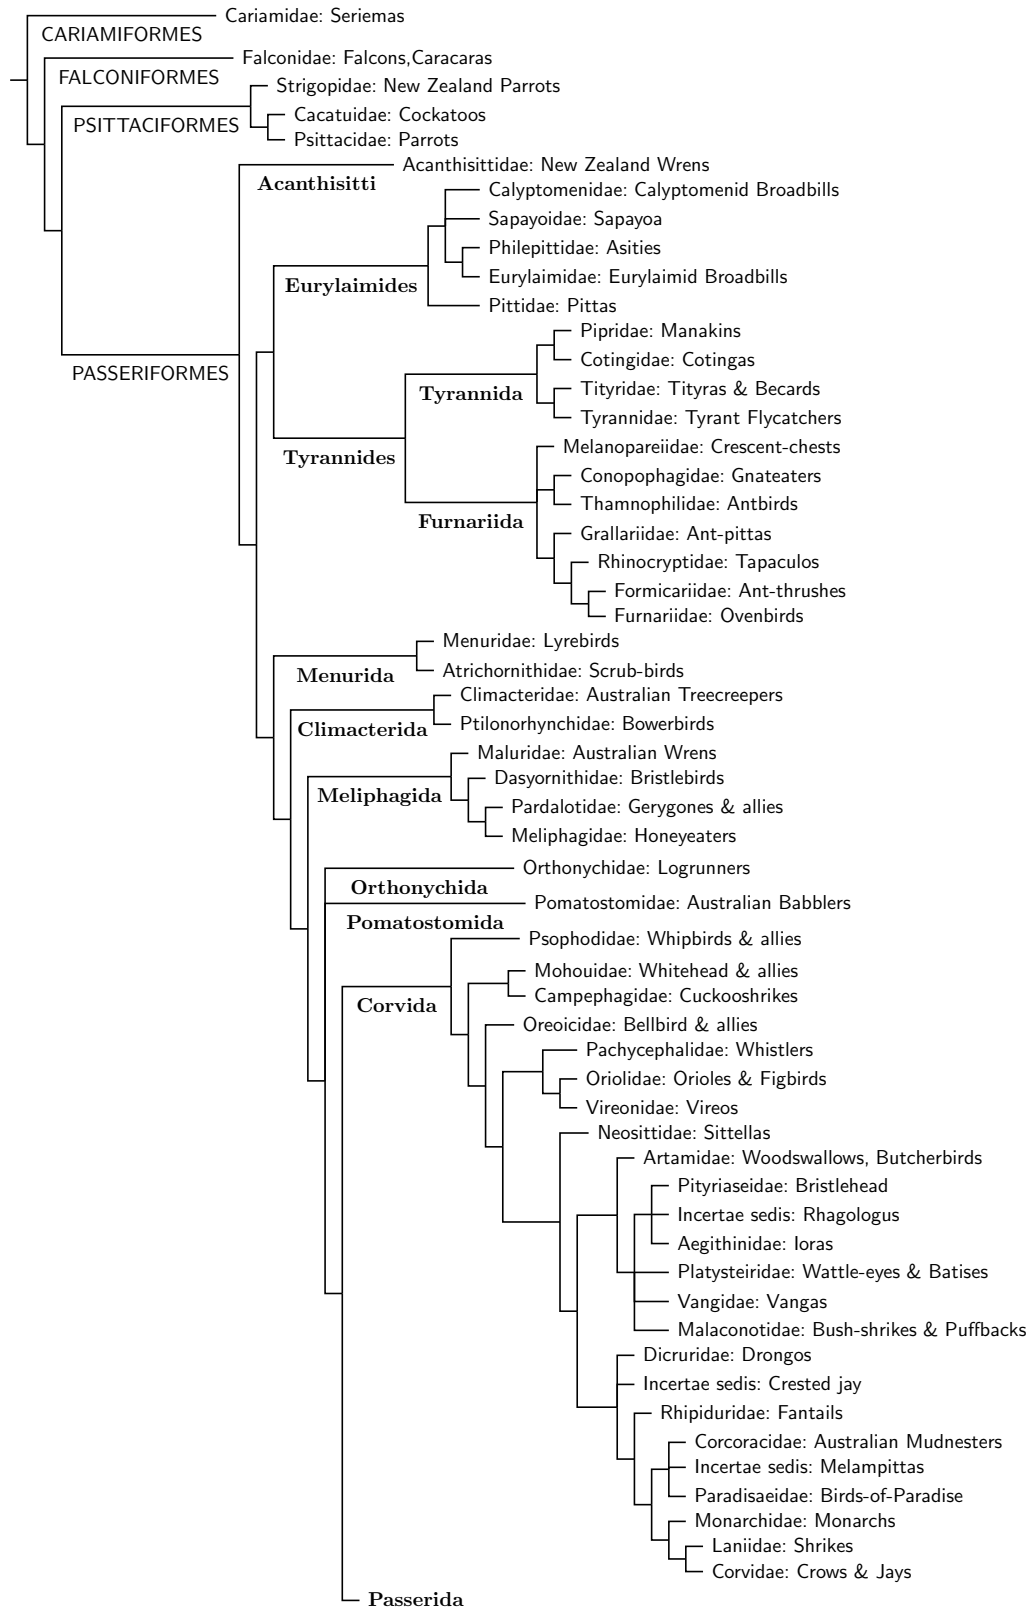 Cariamidae: Seriemas
CARIAMIFORMES
Falconidae: Falcons,Caracaras
FALCONIFORMES
Strigopidae: New Zealand Parrots
Cacatuidae: Cockatoos
PSITTACIFORMES
Psittacidae: Parrots
Acanthisittidae: New Zealand Wrens
Acanthisitti
Calyptomenidae: Calyptomenid Broadbills
Sapayoidae: Sapayoa
Philepittidae: Asities
Eurylaimidae: Eurylaimid Broadbills
Eurylaimides
Pittidae: Pittas
Pipridae: Manakins
Cotingidae: Cotingas
PASSERIFORMES
Tityridae: Tityras & Becards
Tyrannida
Tyrannidae: Tyrant Flycatchers
Melanopareiidae: Crescent-chests
Tyrannides
Conopophagidae: Gnateaters
Thamnophilidae: Antbirds
Furnariida
Grallariidae: Ant-pittas
Rhinocryptidae: Tapaculos
Formicariidae: Ant-thrushes
Furnariidae: Ovenbirds
Menuridae: Lyrebirds
Menurida
Atrichornithidae: Scrub-birds
Climacteridae: Australian Treecreepers
Ptilonorhynchidae: Bowerbirds
Climacterida
Maluridae: Australian Wrens
Dasyornithidae: Bristlebirds
Meliphagida
Pardalotidae: Gerygones & allies
Meliphagidae: Honeyeaters
Orthonychidae: Logrunners
Orthonychida
Pomatostomidae: Australian Babblers
Pomatostomida
Psophodidae: Whipbirds & allies
Mohouidae: Whitehead & allies
Campephagidae: Cuckooshrikes
Corvida
Oreoicidae: Bellbird & allies
Pachycephalidae: Whistlers
Oriolidae: Orioles & Figbirds
Vireonidae: Vireos
Neosittidae: Sittellas
Artamidae: Woodswallows, Butcherbirds
Pityriaseidae: Bristlehead
Incertae sedis: Rhagologus
Aegithinidae: Ioras
Platysteiridae: Wattle-eyes & Batises
Vangidae: Vangas
Malaconotidae: Bush-shrikes & Puffbacks
Dicruridae: Drongos
Incertae sedis: Crested jay
Rhipiduridae: Fantails
Corcoracidae: Australian Mudnesters
Incertae sedis: Melampittas
Paradisaeidae: Birds-of-Paradise
Monarchidae: Monarchs
Laniidae: Shrikes
Corvidae: Crows & Jays
Passerida